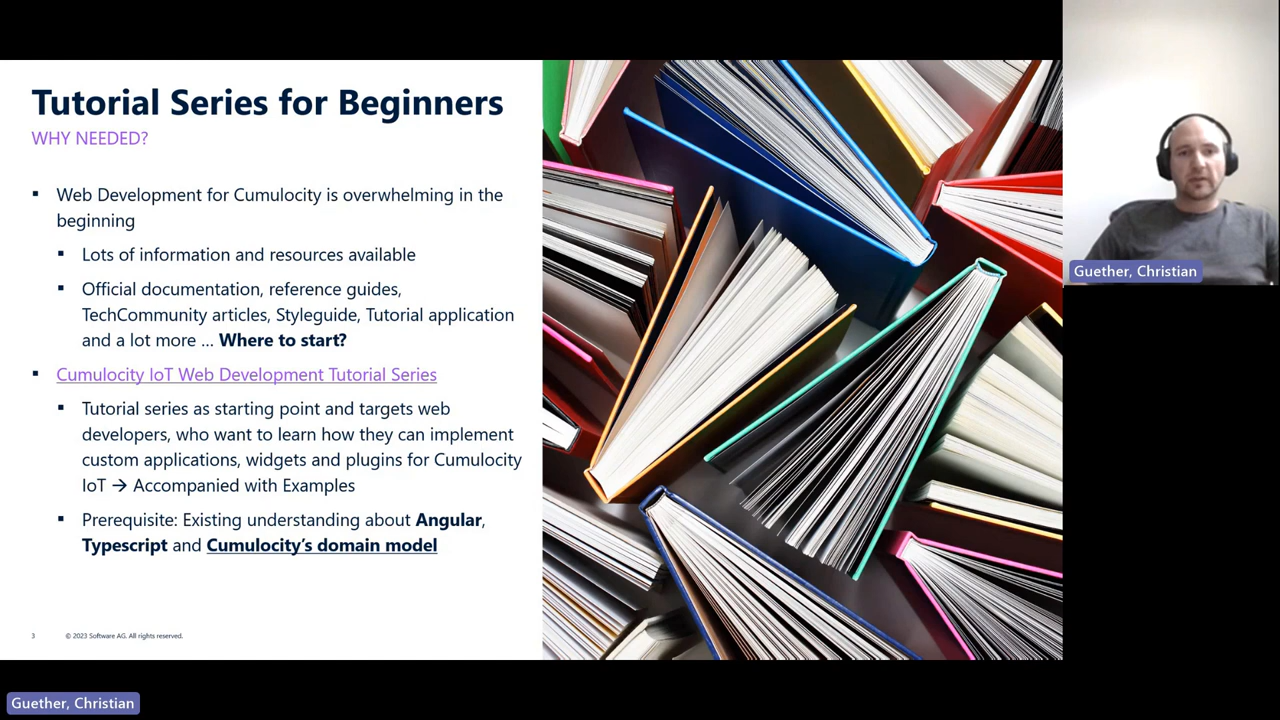 Tutorial Series for Beginners
WHY NEEDED?
▪ Web Development for Cumulocity is overwhelming in the
beginning
▪ Lots of information and resources available
▪ Official documentation, reference guides,
TechCommunity articles, Styleguide, Tutorial application
and a lot more … Where to start?
▪ Cumulocity IoT Web Development Tutorial Series
▪ Tutorial series as starting point and targets web
developers, who want to learn how they can implement
custom applications, widgets and plugins for Cumulocity
IoT → Accompanied with Examples
▪ Prerequisite: Existing understanding about Angular,
Typescript and Cumulocity’s domain model
3 © 2023 Software AG. All rights reserved.
Guether, Christian
Guether, Christian